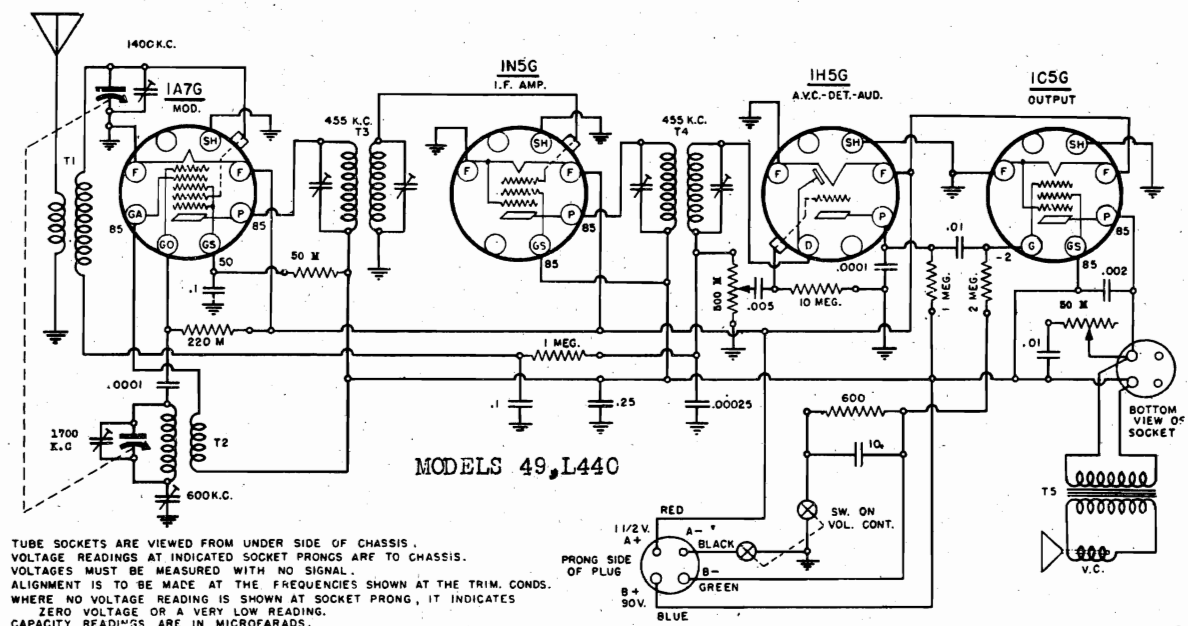 1400 K.C.
1A7G
MOD.
1N5G
I.F. AMP.
1H5G
A.V.C.-DET.-AUD.
1C5G
OUTPUT
455 K.C.
T3
455 K.C.
T4
T1
SH
F
F
GA
P
GO
GS
85
85
50
SH
F
F
P
GS
85
85
SH
F
F
D
P
SH
F
F
G
P
GS
-2
85
85
50 M
.1
220 M
.0001
1700
K.C
T2
600 K.C.
1 MEG.
.1
.25
.00025
500 M
.005
10 MEG.
.0001
.01
1 MEG.
2 MEG.
.002
50 M
.01
600
10.
BOTTOM
VIEW OF
SOCKET
T5
V.C.
MODELS 49,L440
SW. ON
VOL. CONT.
RED
1 1/2 V.
A+
A-
BLACK
PRONG SIDE
OF PLUG
B-
GREEN
B+
90V.
BLUE
TUBE SOCKETS ARE VIEWED FROM UNDER SIDE OF CHASSIS.
VOLTAGE READINGS AT INDICATED SOCKET PRONGS ARE TO CHASSIS.
VOLTAGES MUST BE MEASURED WITH NO SIGNAL.
ALIGNMENT IS TO BE MADE AT THE FREQUENCIES SHOWN AT THE TRIM. CONDS.
WHERE NO VOLTAGE READING IS SHOWN AT SOCKET PRONG, IT INDICATES
ZERO VOLTAGE OR A VERY LOW READING.
CAPACITY READINGS ARE IN MICROFARADS.